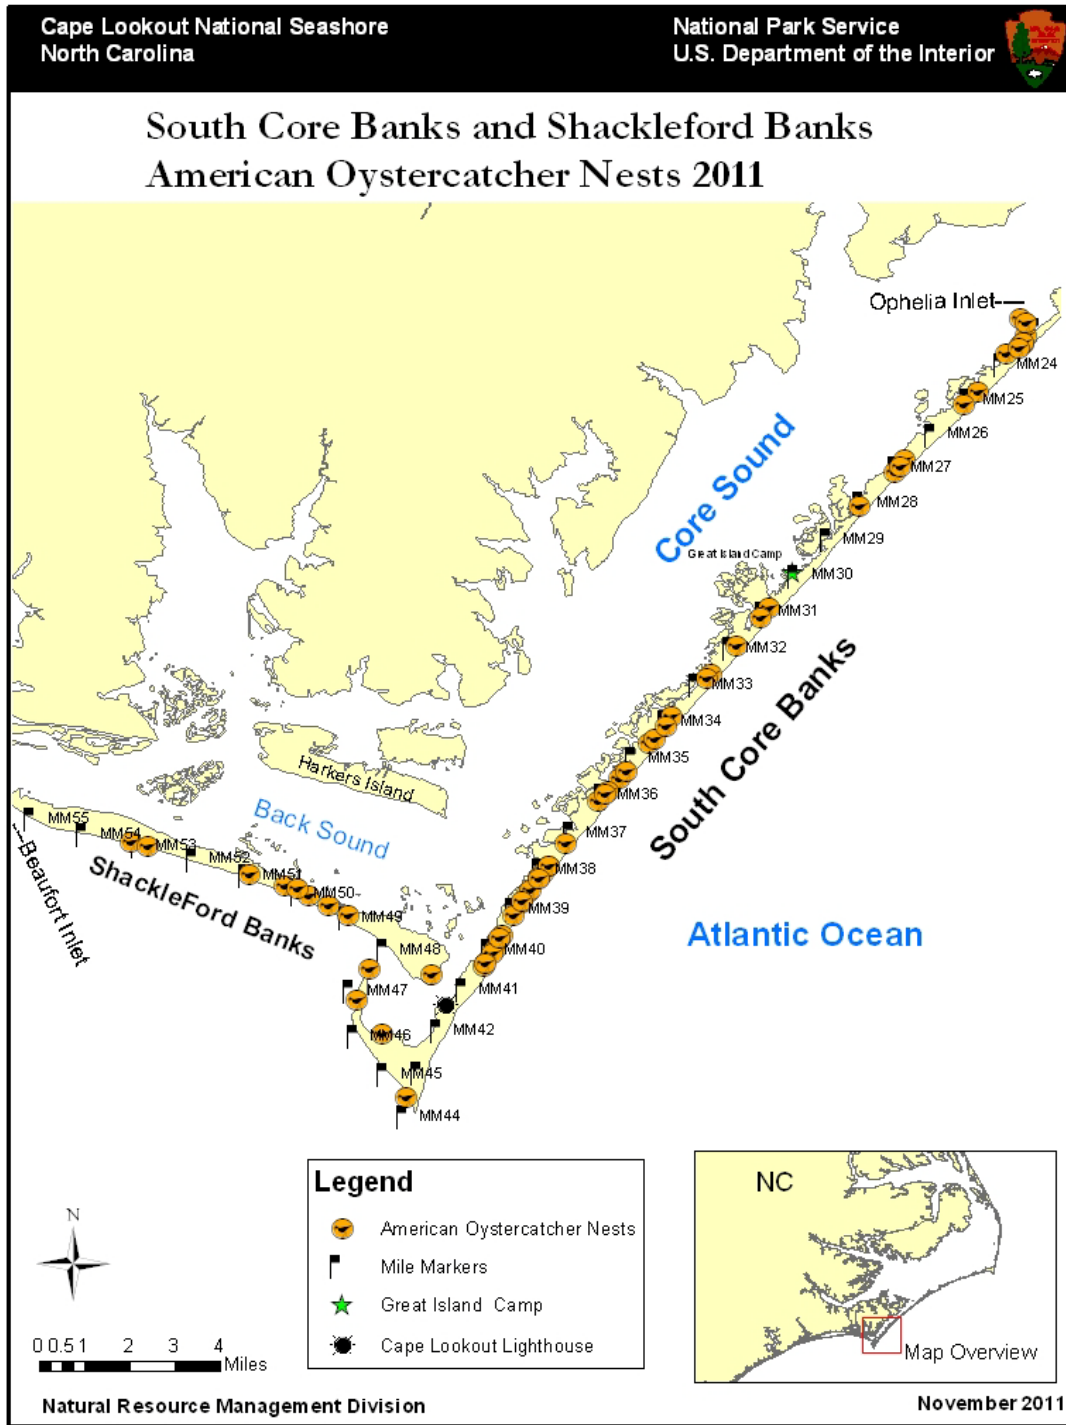 Cape Lookout National Seashore
North Carolina
National Park Service
U.S. Department of the Interior
South Core Banks and Shackleford Banks
American Oystercatcher Nests 2011
Ophelia Inlet
MM24
MM25
MM26
MM27
MM28
MM29
Core Sound
Great Island Camp
MM30
MM31
MM32
MM33
MM34
MM35
MM36
South Core Banks
MM37
MM38
MM39
MM40
MM41
MM42
Atlantic Ocean
Harkers Island
Back Sound
MM55
MM54
MM53
MM52
MM51
MM50
MM49
MM48
MM47
MM46
MM45
MM44
ShackleFord Banks
Beaufort Inlet
Legend
American Oystercatcher Nests
Mile Markers
Great Island Camp
Cape Lookout Lighthouse
N
0 0.5 1 2 3 4
Miles
NC
Map Overview
Natural Resource Management Division
November 2011